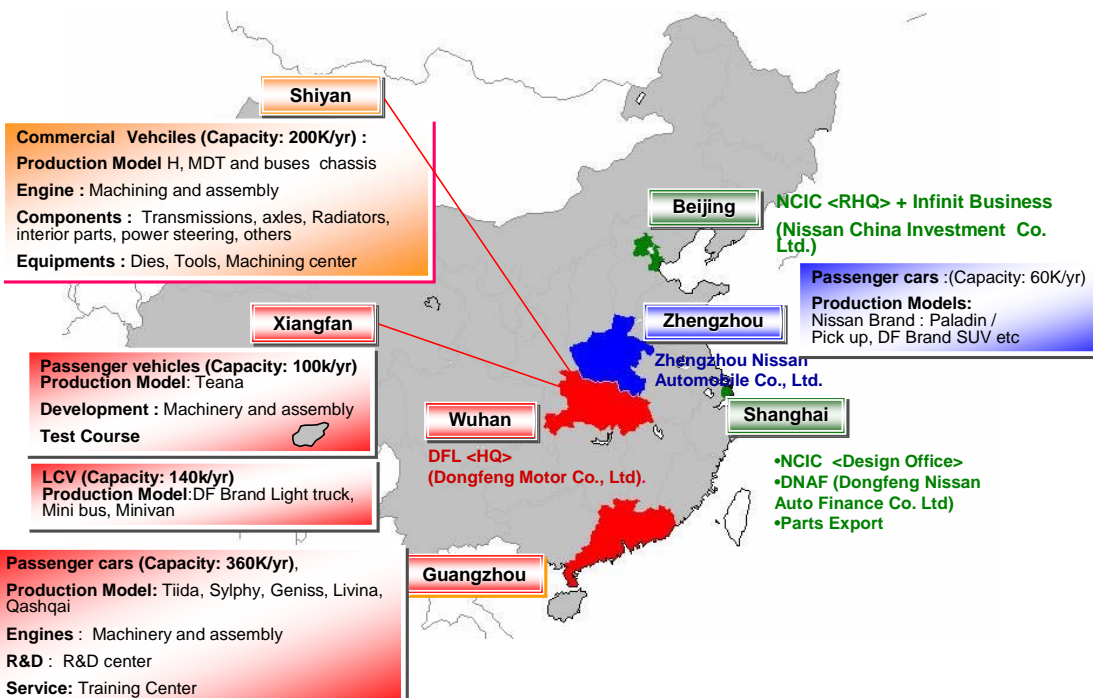 Shiyan
Commercial Vehciles (Capacity: 200K/yr) :
Production Model H, MDT and buses chassis
Engine : Machining and assembly
Components : Transmissions, axles, Radiators,
interior parts, power steering, others
Equipments : Dies, Tools, Machining center
Beijing
NCIC <RHQ> + Infinit Business
(Nissan China Investment Co.
Ltd.)
Passenger cars :(Capacity: 60K/yr)
Production Models:
Nissan Brand : Paladin /
Pick up, DF Brand SUV etc
Zhengzhou
Zhengzhou Nissan
Automobile Co., Ltd.
Xiangfan
Passenger vehicles (Capacity: 100k/yr)
Production Model: Teana
Development : Machinery and assembly
Test Course
LCV (Capacity: 140k/yr)
Production Model:DF Brand Light truck,
Mini bus, Minivan
Wuhan
DFL <HQ>
(Dongfeng Motor Co., Ltd).
Shanghai
•NCIC <Design Office>
•DNAF (Dongfeng Nissan
Auto Finance Co. Ltd)
•Parts Export
Guangzhou
Passenger cars (Capacity: 360K/yr),
Production Model: Tiida, Sylphy, Geniss, Livina,
Qashqai
Engines : Machinery and assembly
R&D : R&D center
Service: Training Center